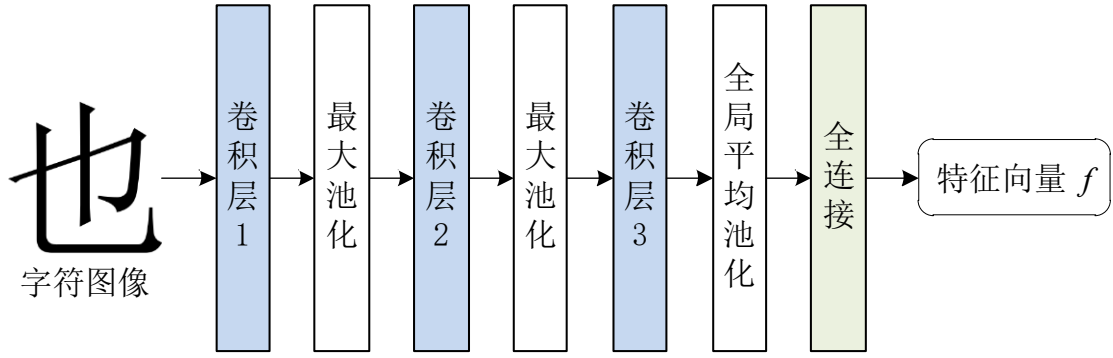 也
字符图像
卷积层1
最大池化
卷积层2
最大池化
卷积层3
全局平均池化
全连接
特征向量 f